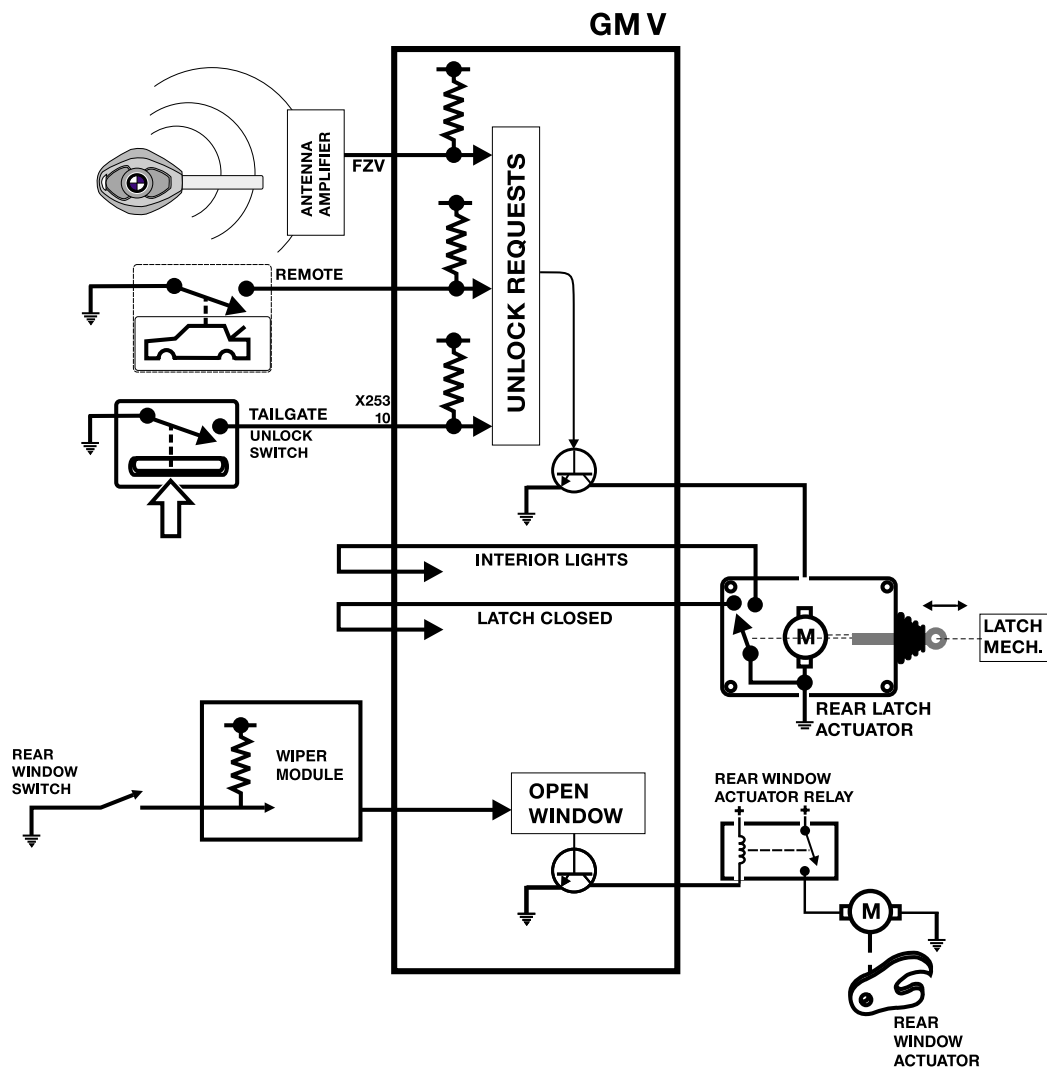 GM V
ANTENNA
AMPLIFIER
FZV
UNLOCK REQUESTS
REMOTE
X253
10
TAILGATE
UNLOCK
SWITCH
INTERIOR LIGHTS
LATCH CLOSED
M
LATCH
MECH.
REAR LATCH
ACTUATOR
REAR
WINDOW
SWITCH
WIPER
MODULE
OPEN
WINDOW
REAR WINDOW
ACTUATOR RELAY
+ +
M
REAR
WINDOW
ACTUATOR